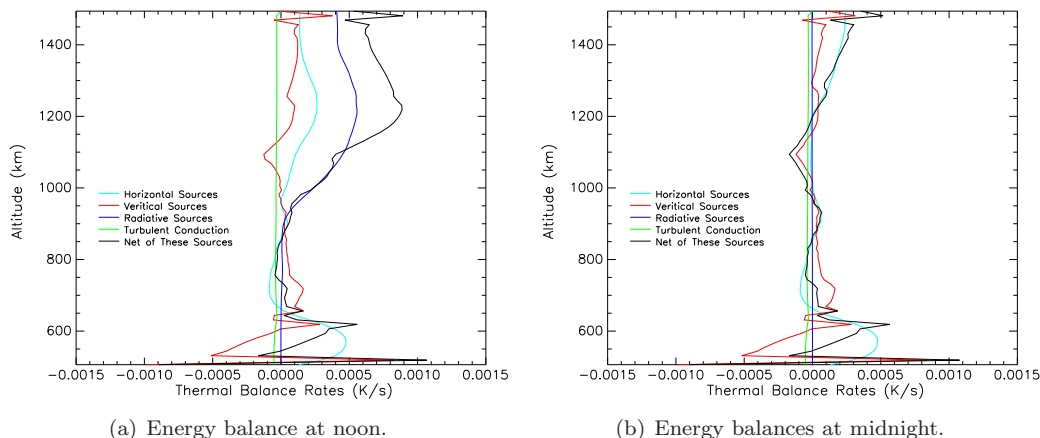 1400
1200
1000
800
600
Altitude (km)
Horizontal Sources
Veritical Sources
Radiative Sources
Turbulent Conduction
Net of These Sources
−0.0015 −0.0010 −0.0005 0.0000 0.0005 0.0010 0.0015
Thermal Balance Rates (K/s)
(a) Energy balance at noon.
1400
1200
1000
800
600
Altitude (km)
Horizontal Sources
Veritical Sources
Radiative Sources
Turbulent Conduction
Net of These Sources
−0.0015 −0.0010 −0.0005 0.0000 0.0005 0.0010 0.0015
Thermal Balance Rates (K/s)
(b) Energy balances at midnight.